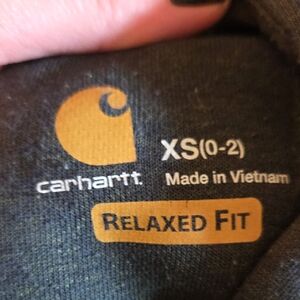 carhartt
XS(0-2)
Made in Vietnam
RELAXED FIT